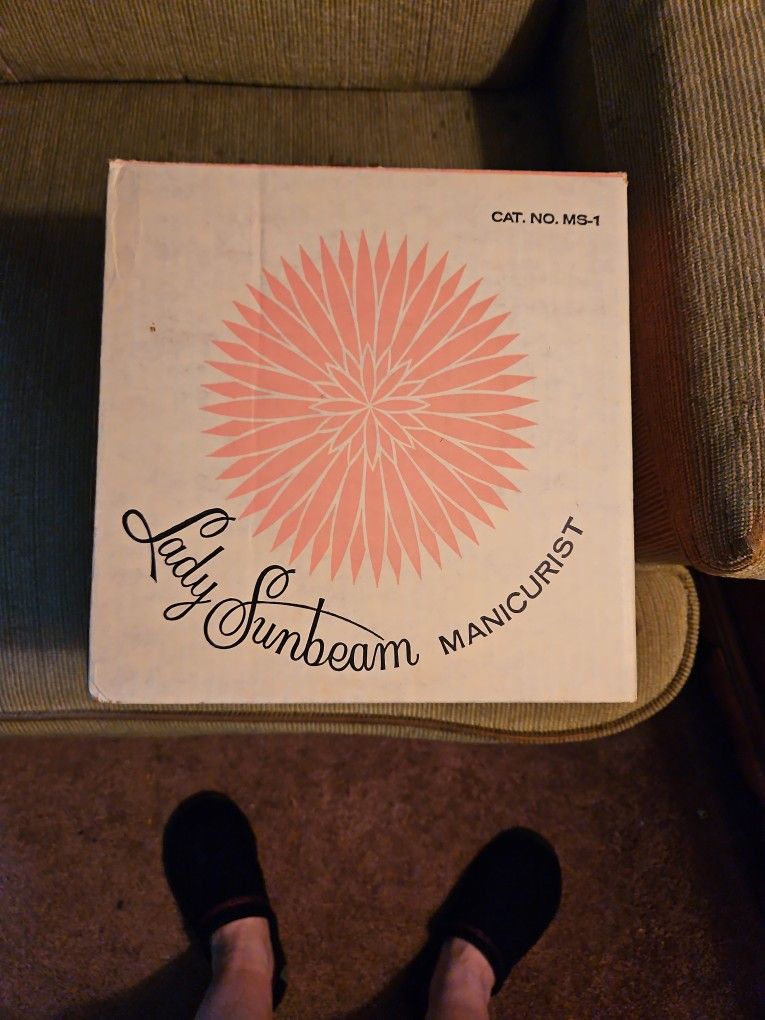 CAT. NO. MS-1
Lady Sunbeam MANICURIST